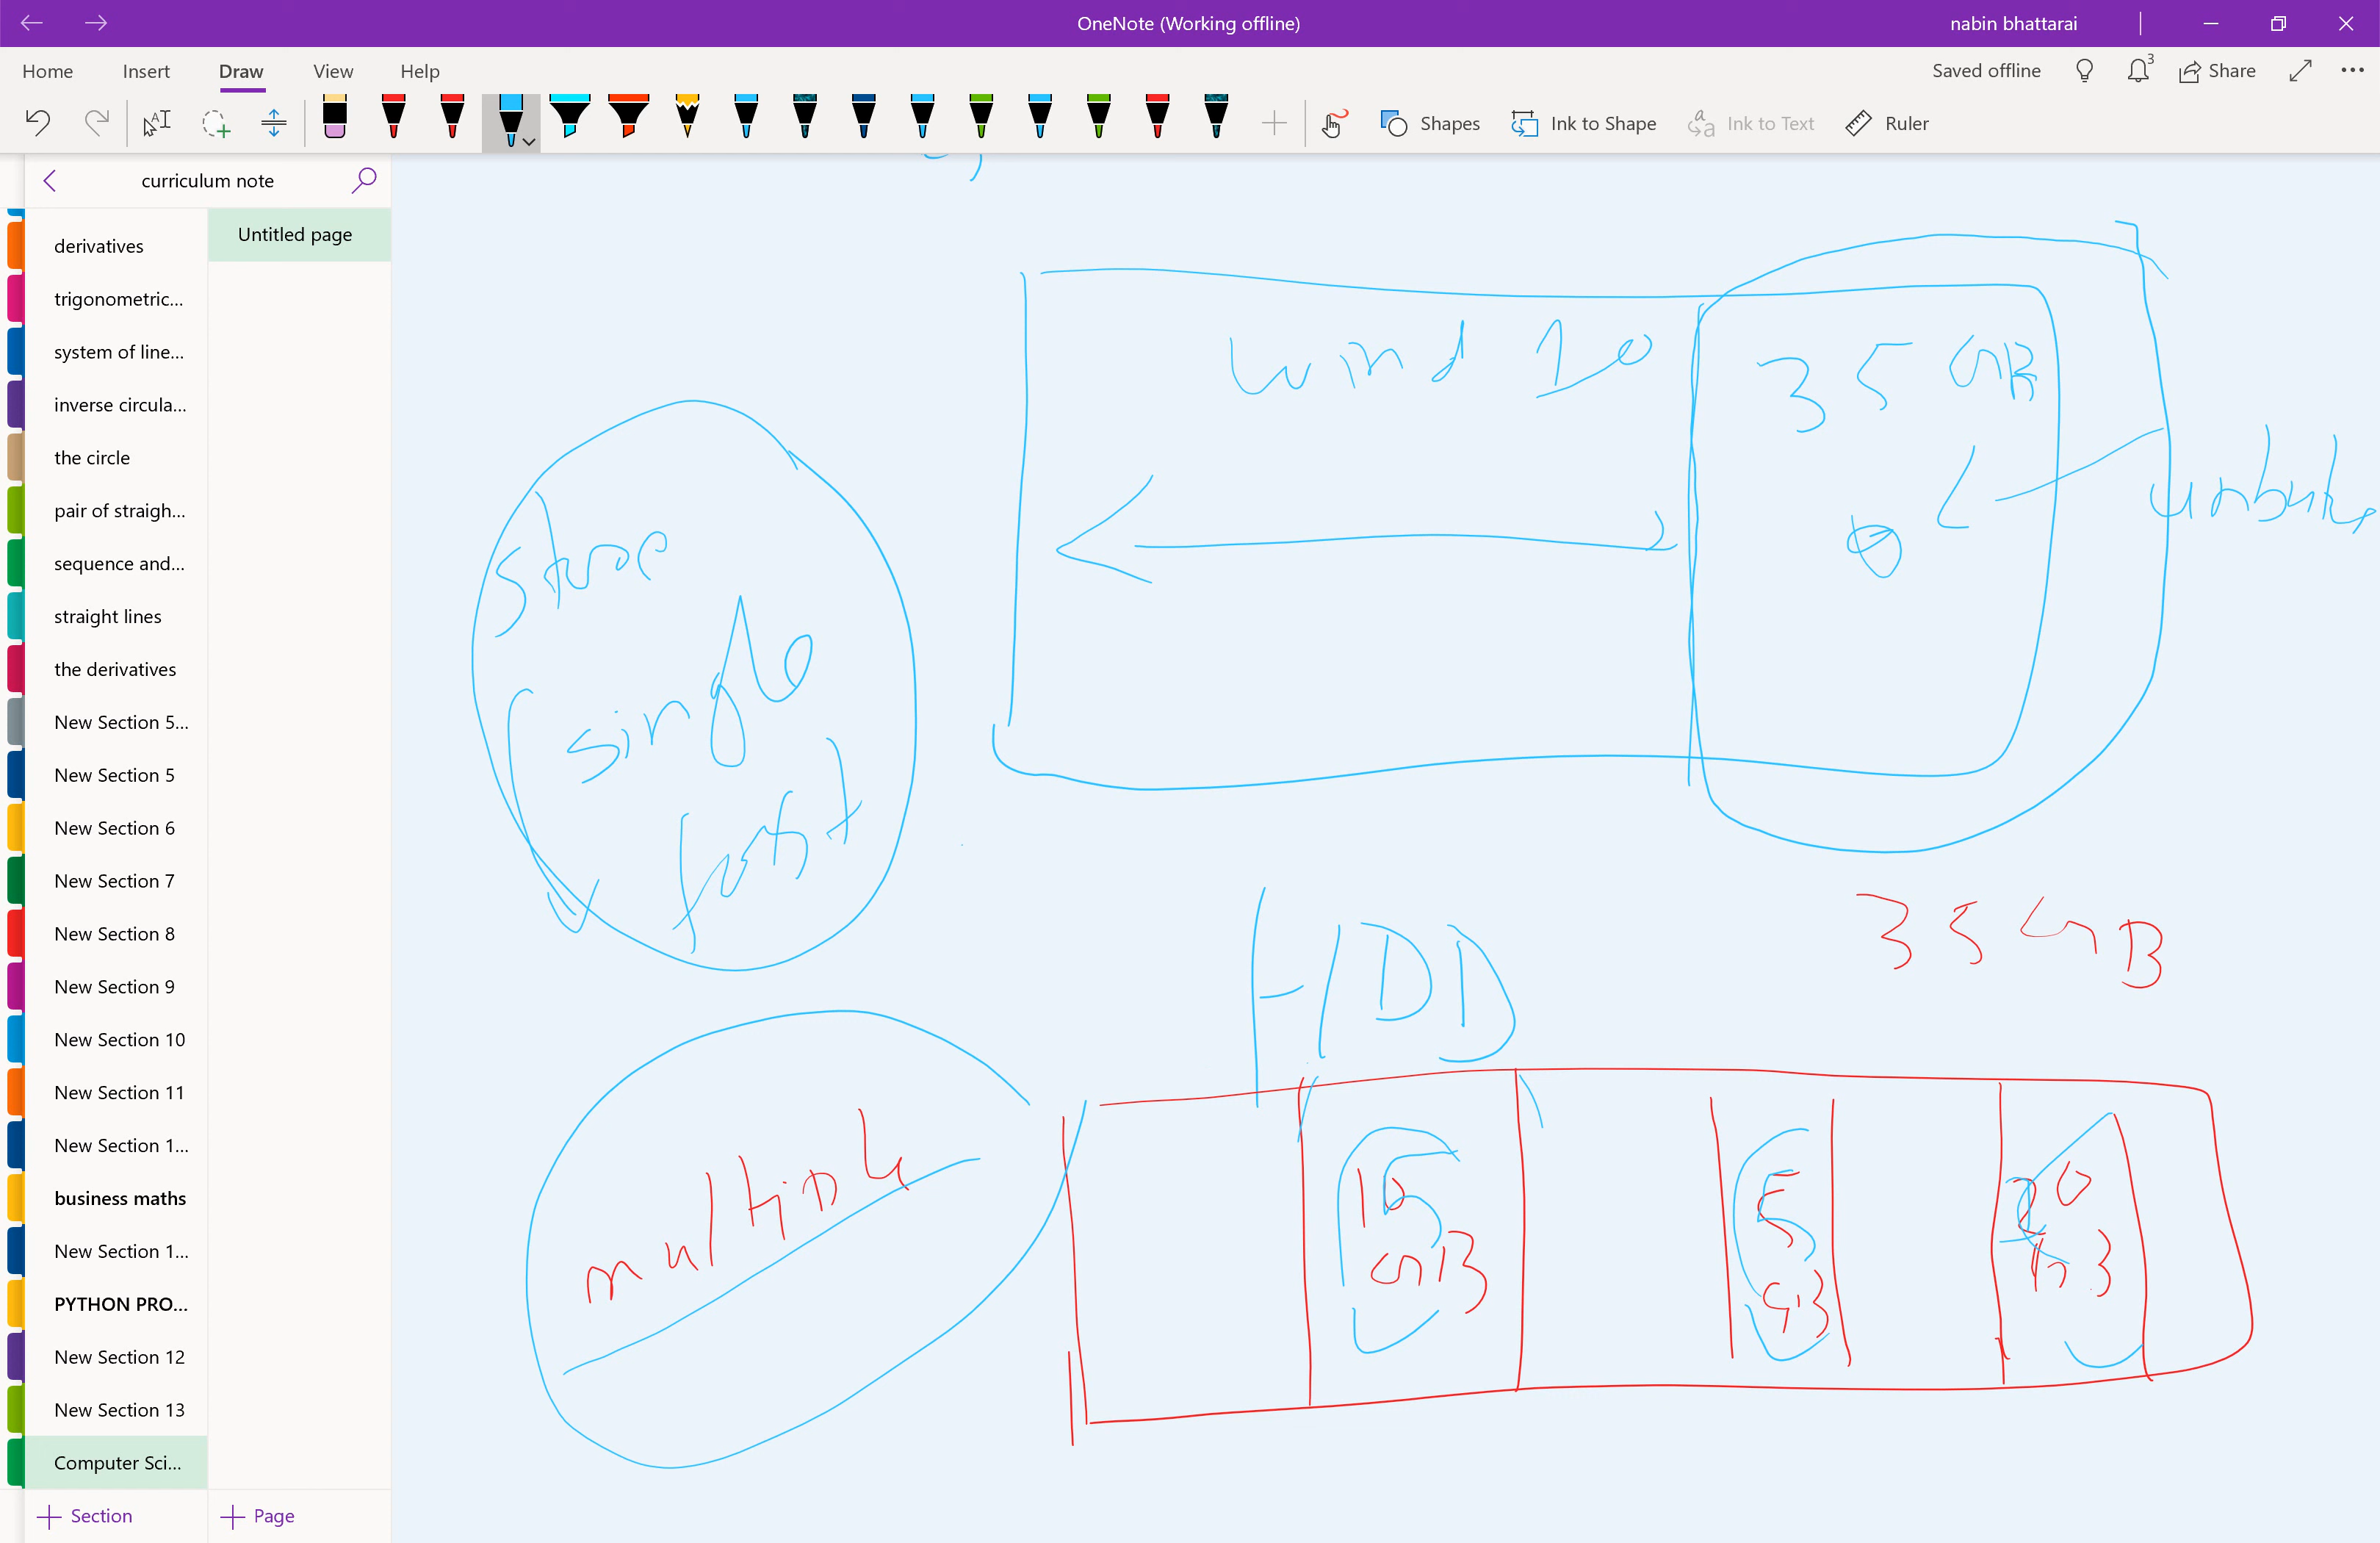 OneNote (Working offline)
nabin bhattarai
Home Insert Draw View Help
Saved offline
3
Share
Shapes
Ink to Shape
Ink to Text
Ruler
curriculum note
derivatives
trigonometric...
system of line...
inverse circula...
the circle
pair of straigh...
sequence and...
straight lines
the derivatives
New Section 5...
New Section 5
New Section 6
New Section 7
New Section 8
New Section 9
New Section 10
New Section 11
New Section 1...
business maths
New Section 1...
PYTHON PRO...
New Section 12
New Section 13
Computer Sci...
Section
Untitled page
Page
wind 10
35 GB
store
single
fast
HDD
35 GB
GB
5
GB
20